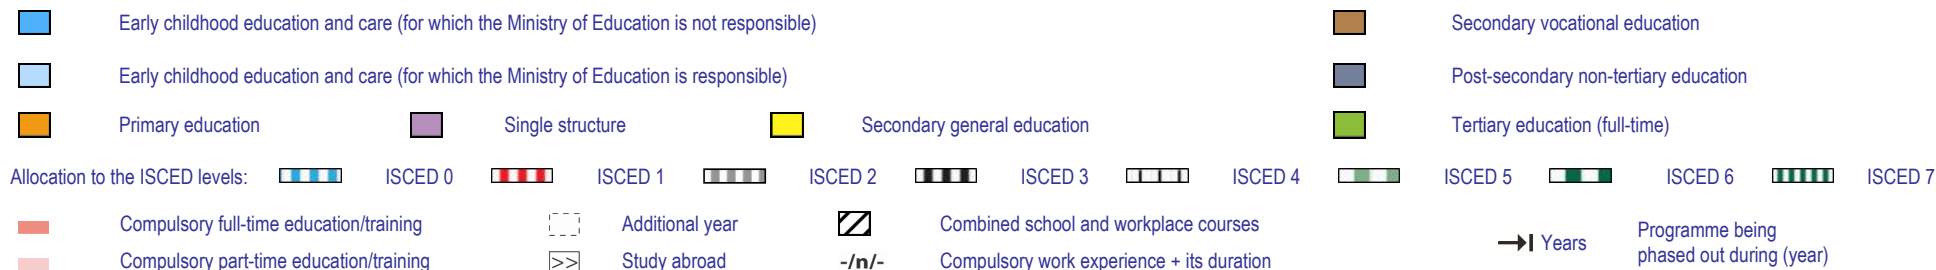 Early childhood education and care (for which the Ministry of Education is not responsible)
Secondary vocational education
Early childhood education and care (for which the Ministry of Education is responsible)
Post-secondary non-tertiary education
Primary education
Single structure
Secondary general education
Tertiary education (full-time)
Allocation to the ISCED levels: ISCED 0 ISCED 1 ISCED 2 ISCED 3 ISCED 4 ISCED 5 ISCED 6 ISCED 7
Compulsory full-time education/training
Additional year
Combined school and workplace courses
Years
Programme being
phased out during (year)
Compulsory part-time education/training
>> Study abroad
-/n/- Compulsory work experience + its duration